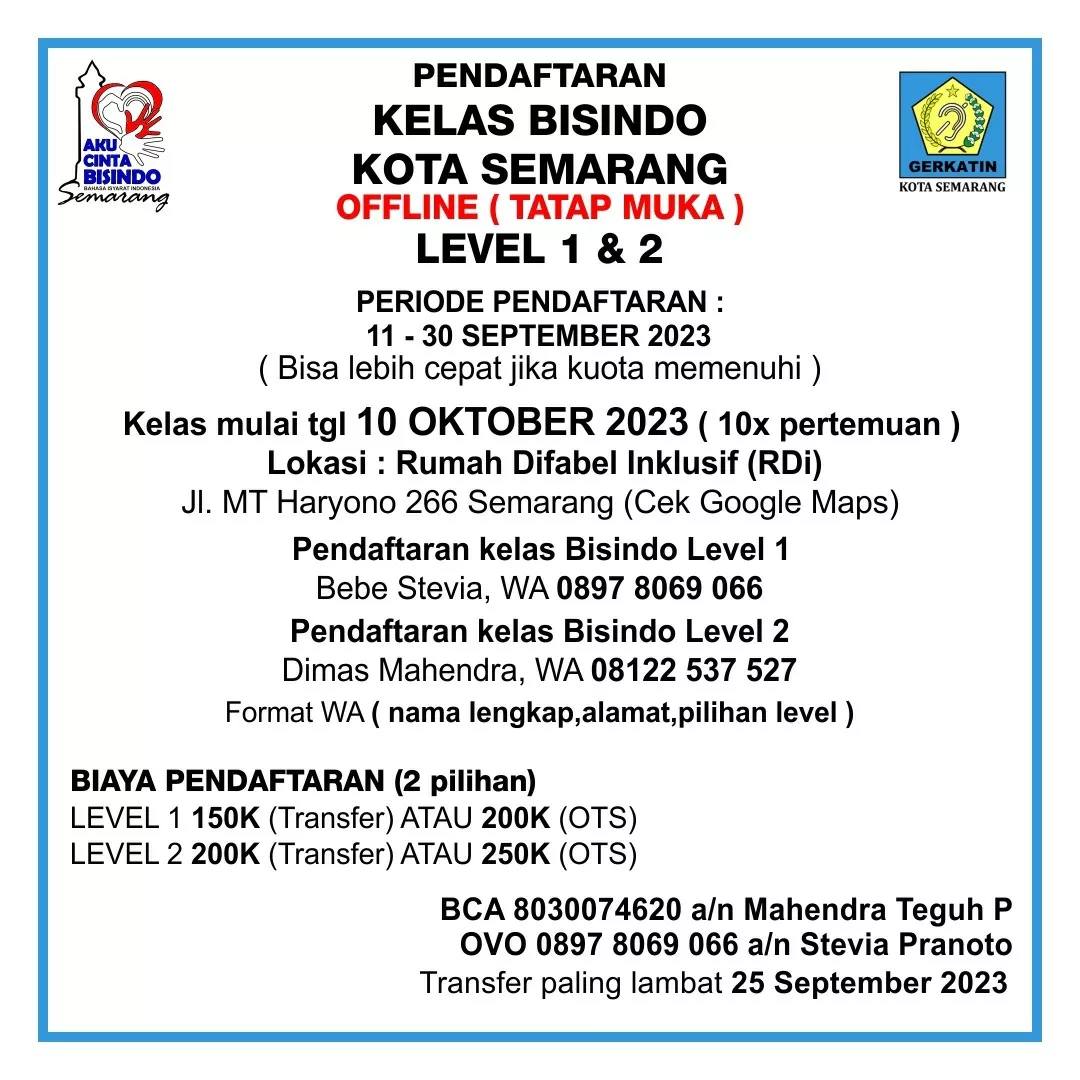 AKU
CINTA
BISINDO
BAHASA ISYARAT INDONESIA
Semarang
PENDAFTARAN
KELAS BISINDO
KOTA SEMARANG
OFFLINE ( TATAP MUKA )
LEVEL 1 & 2
GERKATIN
KOTA SEMARANG
PERIODE PENDAFTARAN :
11 - 30 SEPTEMBER 2023
( Bisa lebih cepat jika kuota memenuhi )
Kelas mulai tgl 10 OKTOBER 2023 ( 10x pertemuan )
Lokasi : Rumah Difabel Inklusif (RDi)
Jl. MT Haryono 266 Semarang (Cek Google Maps)
Pendaftaran kelas Bisindo Level 1
Bebe Stevia, WA 0897 8069 066
Pendaftaran kelas Bisindo Level 2
Dimas Mahendra, WA 08122 537 527
Format WA ( nama lengkap,alamat,pilihan level )
BIAYA PENDAFTARAN (2 pilihan)
LEVEL 1 150K (Transfer) ATAU 200K (OTS)
LEVEL 2 200K (Transfer) ATAU 250K (OTS)
BCA 8030074620 a/n Mahendra Teguh P
OVO 0897 8069 066 a/n Stevia Pranoto
Transfer paling lambat 25 September 2023